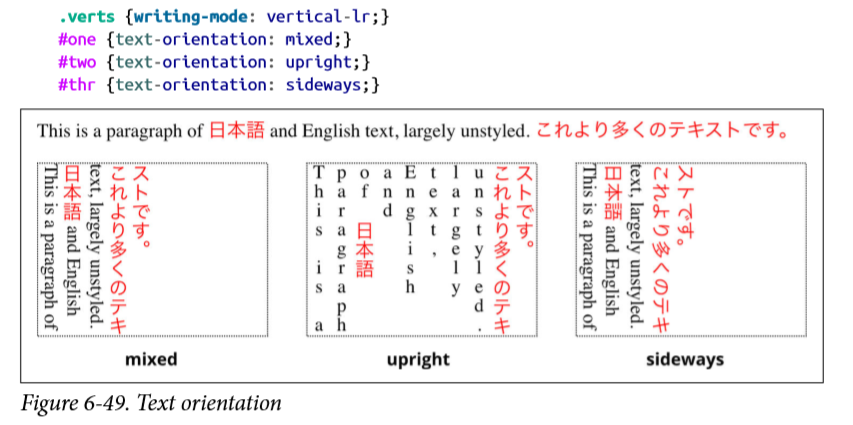 .verts {writing-mode: vertical-lr;}
#one {text-orientation: mixed;}
#two {text-orientation: upright;}
#thr {text-orientation: sideways;}
This is a paragraph of 日本語 and English text, largely unstyled. これより多くのテキストです。
This is a paragraph of
日本語 and English
text, largely unstyled.
これより多くのテキ
ストです。
This is a
paragraph
of 日本語
and
English
text,
largely
unstyled.
これより多くのテキ
ストです。
This is a paragraph of
日本語 and English
text, largely unstyled.
これより多くのテキ
ストです。
mixed
upright
sideways
Figure 6-49. Text orientation